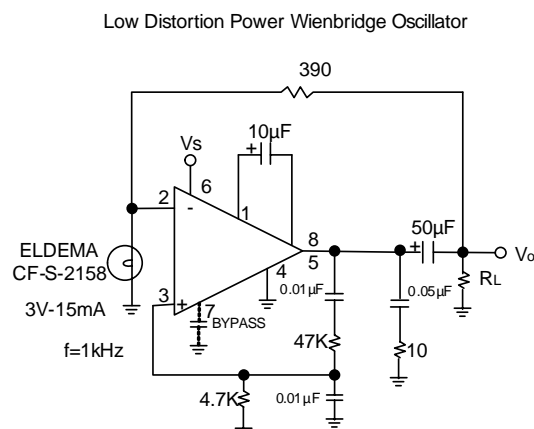 Low Distortion Power Wienbridge Oscillator
390
Vs
10µF
+
6
2
-
1
50µF
+
8
5
Vo
ELDEMA
CF-S-2158
3V-15mA
4
RL
0.01µF
0.05µF
3
+
7
BYPASS
f=1kHz
47K
10
4.7K
0.01µF